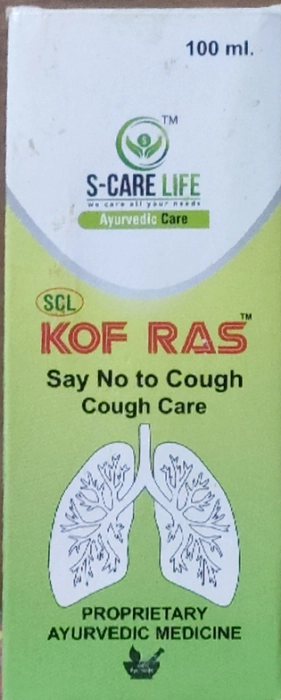 100 ml.
TM
S-CARE LIFE
we care all your needs
Ayurvedic Care
SCL
KOF RAS TM
Say No to Cough
Cough Care
PROPRIETARY
AYURVEDIC MEDICINE